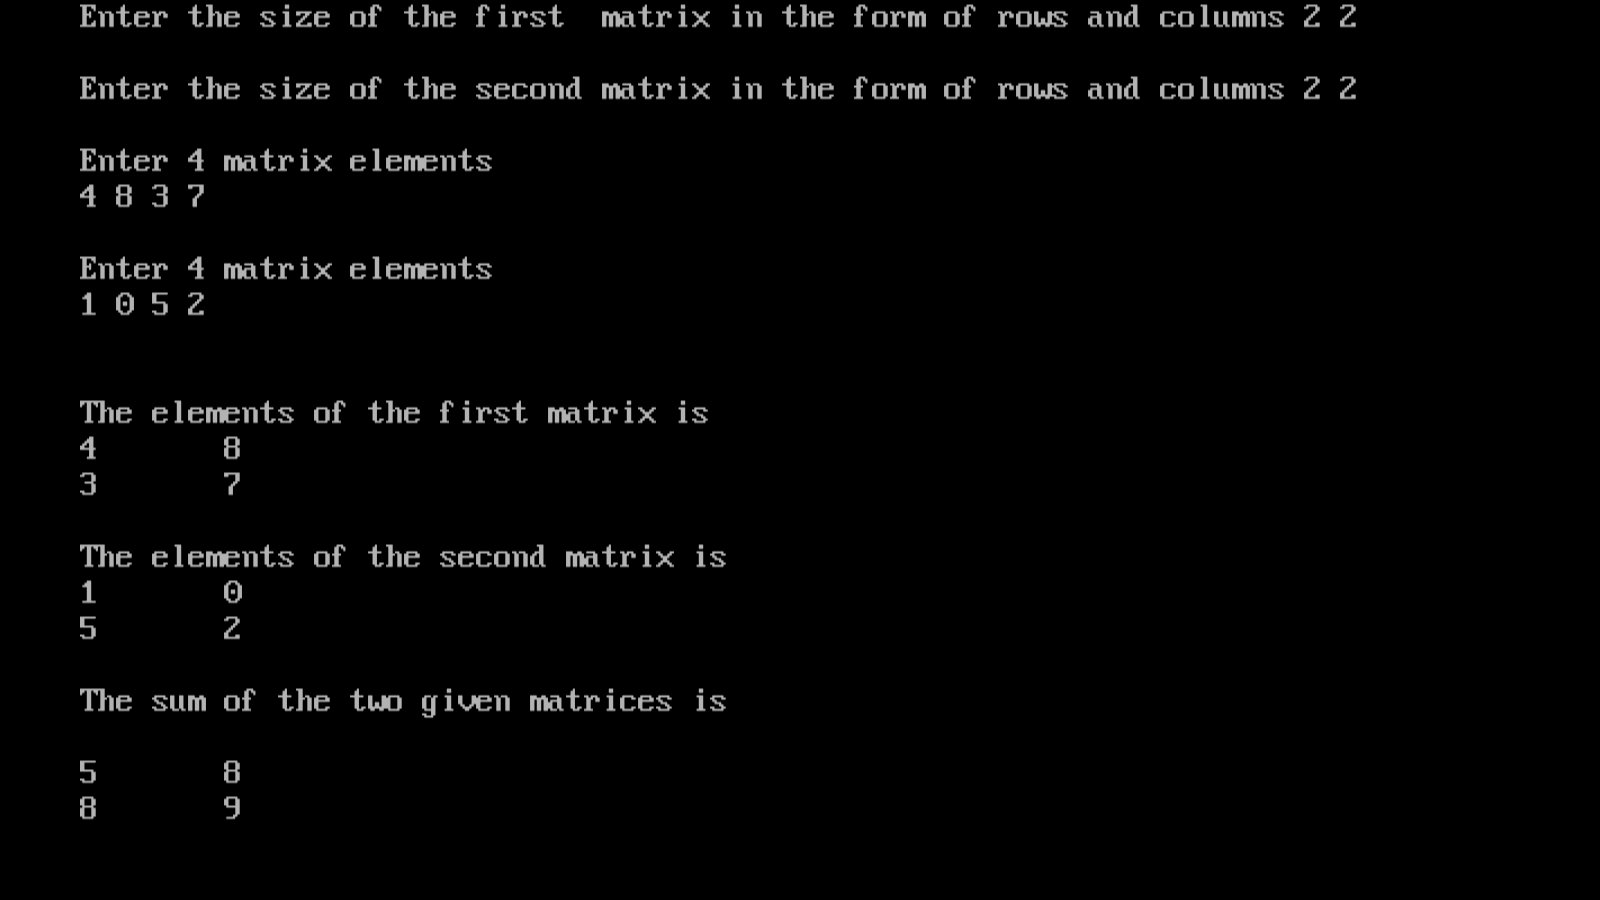 Enter the size of the first  matrix in the form of rows and columns 2 2
Enter the size of the second matrix in the form of rows and columns 2 2
Enter 4 matrix elements
4 8 3 7
Enter 4 matrix elements
1 0 5 2
The elements of the first matrix is
4       8
3       7
The elements of the second matrix is
1       0
5       2
The sum of the two given matrices is
5       8
8       9